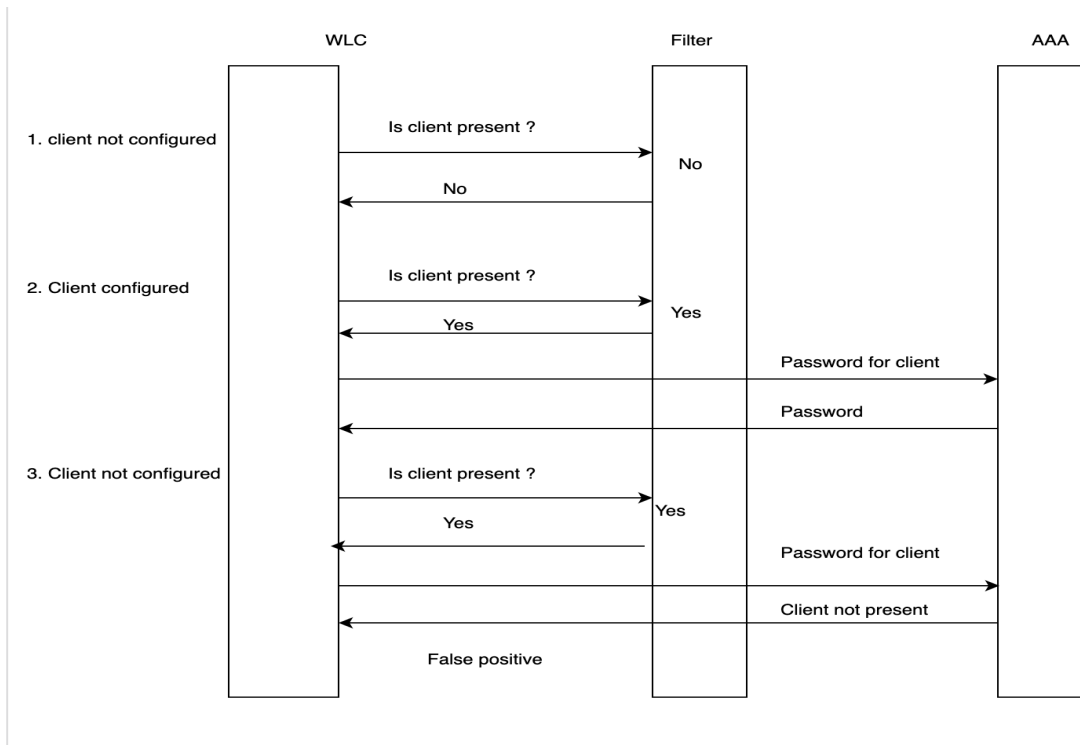 WLC
Filter
AAA
1. client not configured
Is client present ?
No
No
2. Client configured
Is client present ?
Yes
Yes
Password for client
Password
3. Client not configured
Is client present ?
Yes
Yes
Password for client
Client not present
False positive